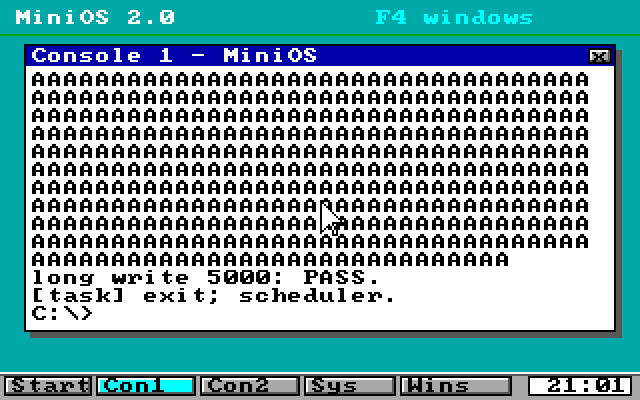 MiniOS 2.0 F4 windows
Console 1 - MiniOS
AAAAAAAAAAAAAAAAAAAAAAAAAAAAAAAAAAA
AAAAAAAAAAAAAAAAAAAAAAAAAAAAAAAAAAA
AAAAAAAAAAAAAAAAAAAAAAAAAAAAAAAAAAA
AAAAAAAAAAAAAAAAAAAAAAAAAAAAAAAAAAA
AAAAAAAAAAAAAAAAAAAAAAAAAAAAAAAAAAA
AAAAAAAAAAAAAAAAAAAAAAAAAAAAAAAAAAA
AAAAAAAAAAAAAAAAAAAAAAAAAAAAAAAAAAA
AAAAAAAAAAAAAAAAAAAAAAAAAAAAAAAAAAA
AAAAAAAAAAAAAAAAAAAAAAAAAAAAAAAAAAA
AAAAAAAAAAAAAAAAAAAAAAAAAAAAAAAAAAA
AAAAAAAAAAAAAAAAAAAAAAAAAAAAAA
long write 5000: PASS.
[task] exit; scheduler.
C:\>
Start Con1 Con2 Sys Wins 21:01